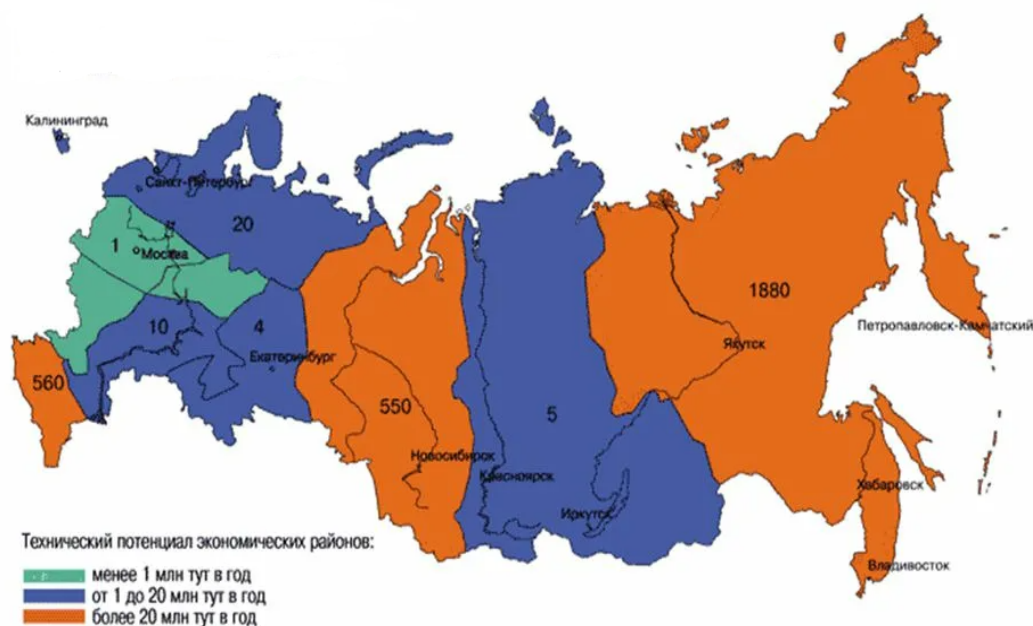 Калининград
Санкт-Петербург
20
1
Москва
1880
10
4
Петропавловск-Камчатский
Якутск
Екатеринбург
560
550
5
Новосибирск
Красноярск
Хабаровск
Иркутск
Технический потенциал экономических районов:
Владивосток
менее 1 млн тут в год
от 1 до 20 млн тут в год
более 20 млн тут в год